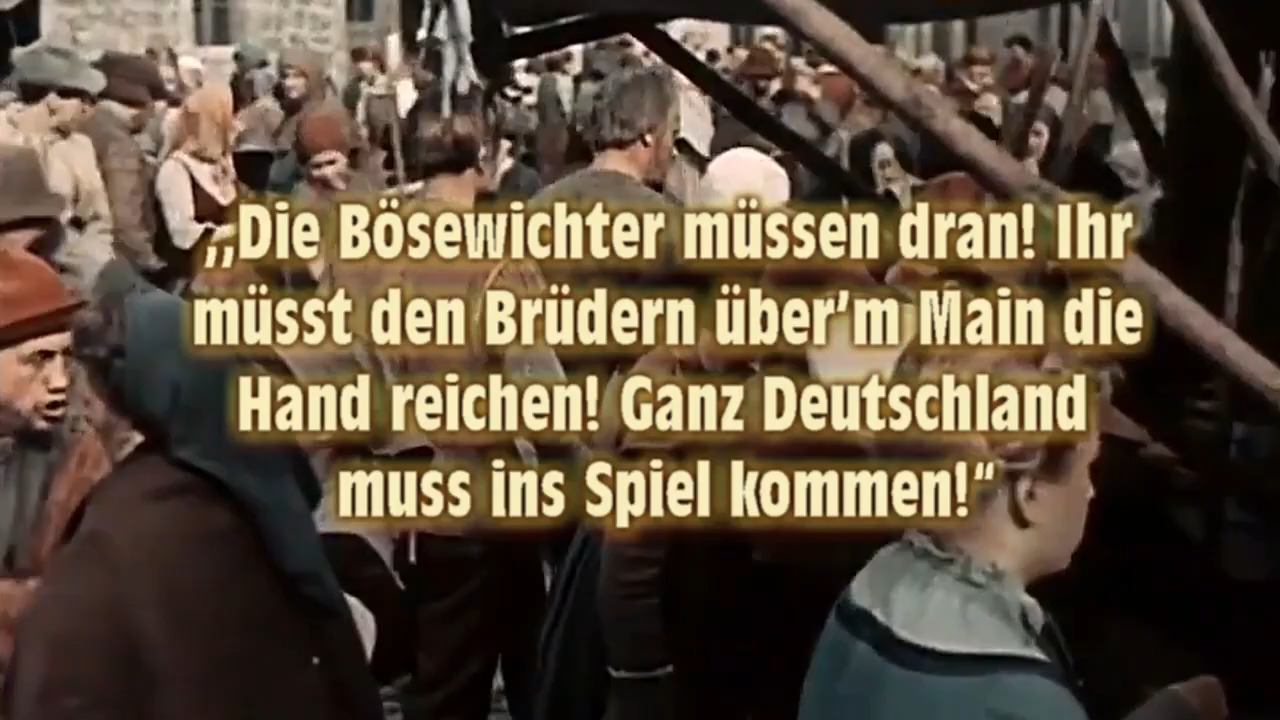 „Die Bösewichter müssen dran! Ihr
müsst den Brüdern über’m Main die
Hand reichen! Ganz Deutschland
muss ins Spiel kommen!“